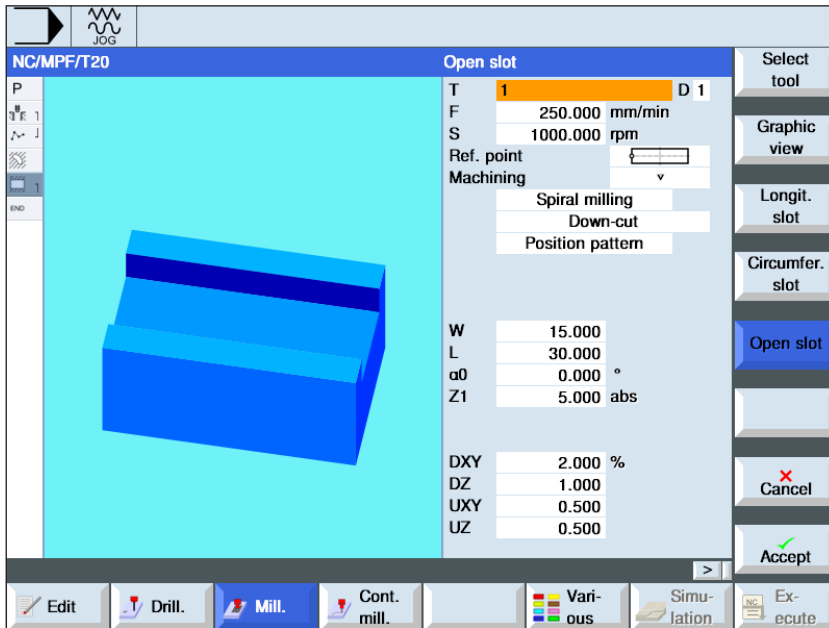 JOG
NC/MPF/T20
Open slot
P
1
1
END
T 1 D 1
F 250.000 mm/min
S 1000.000 rpm
Ref. point
Machining v
Spiral milling
Down-cut
Position pattern
W 15.000
L 30.000
α0 0.000 °
Z1 5.000 abs
DXY 2.000 %
DZ 1.000
UXY 0.500
UZ 0.500
>
Select
tool
Graphic
view
Longit.
slot
Circumfer.
slot
Open slot
Cancel
Accept
Edit
Drill.
Mill.
Cont.
mill.
Vari-
ous
Simu-
lation
NC
Ex-
ecute